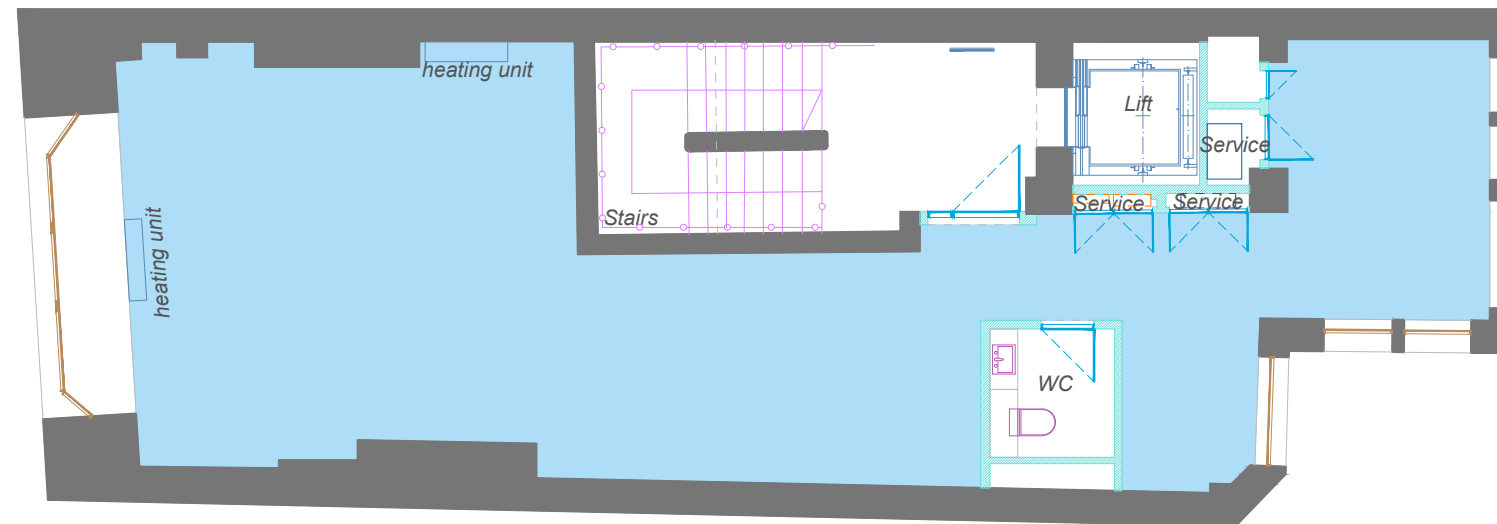 heating unit
Lift
Service
Service
Service
Stairs
heating unit
WC